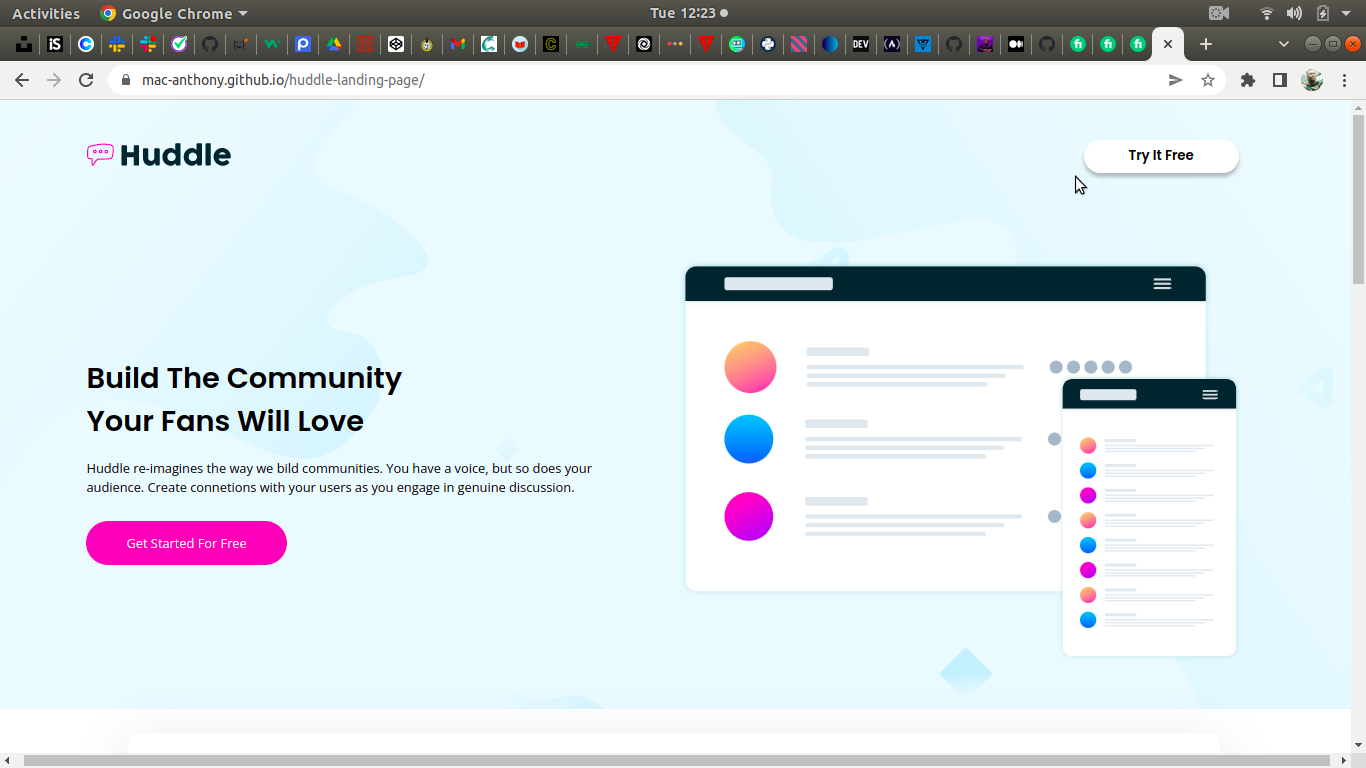 Activities Google Chrome Tue 12:23
mac-anthony.github.io/huddle-landing-page/
Huddle
Try It Free
Build The Community
Your Fans Will Love
Huddle re-imagines the way we bild communities. You have a voice, but so does your
audience. Create connetions with your users as you engage in genuine discussion.
Get Started For Free